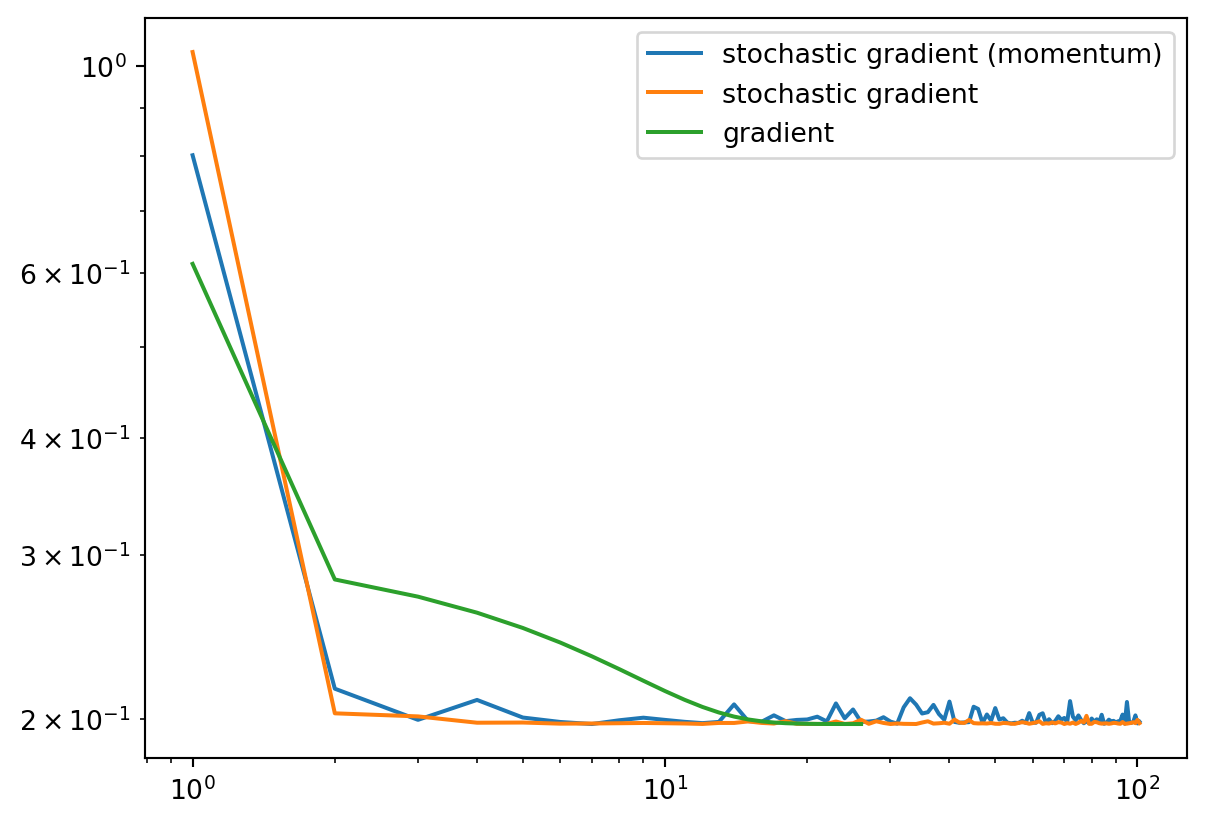 stochastic gradient (momentum)
stochastic gradient
gradient
10⁰
6 × 10⁻¹
4 × 10⁻¹
3 × 10⁻¹
2 × 10⁻¹
10⁰ 10¹ 10²